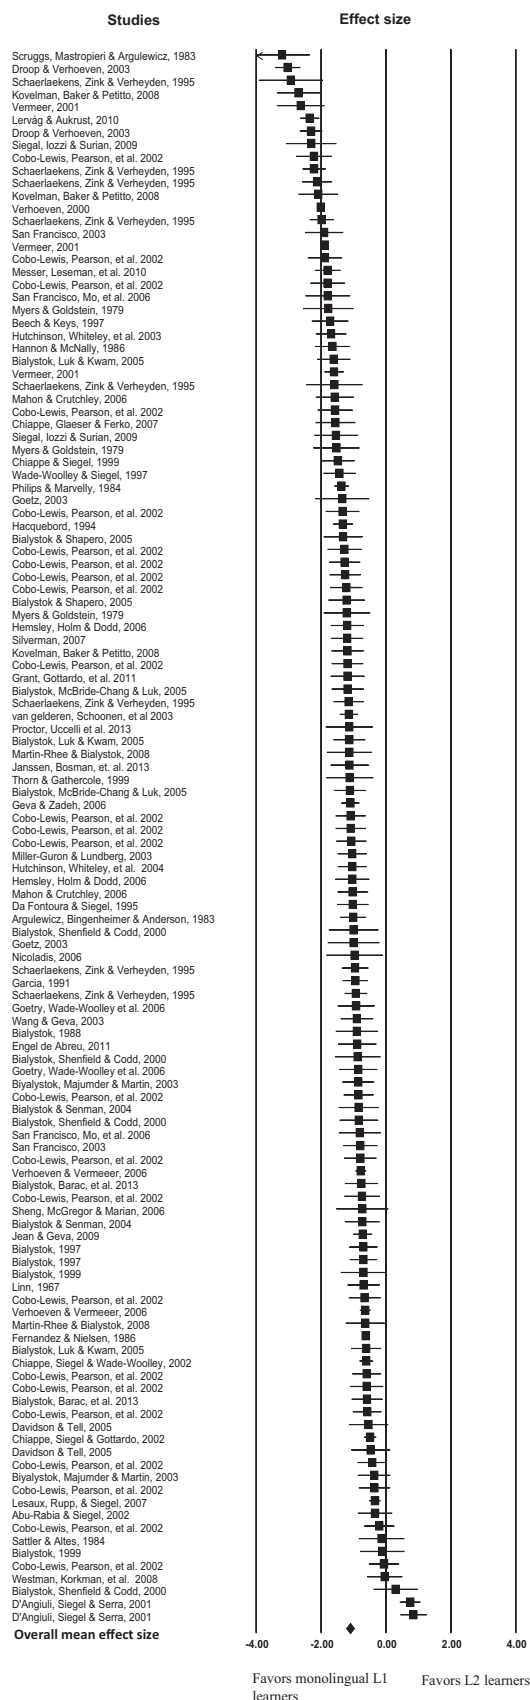 Studies Effect size
Scruggs, Mastropieri & Argulewicz, 1983
Droop & Verhoeven, 2003
Schaerlaekens, Zink & Verheyden, 1995
Kovelman, Baker & Petitto, 2008
Vermeer, 2001
Lervåg & Aukrust, 2010
Droop & Verhoeven, 2003
Siegal, Iozzi & Surian, 2009
Cobo-Lewis, Pearson, et al. 2002
Schaerlaekens, Zink & Verheyden, 1995
Schaerlaekens, Zink & Verheyden, 1995
Kovelman, Baker & Petitto, 2008
Verhoeven, 2000
Schaerlaekens, Zink & Verheyden, 1995
San Francisco, 2003
Vermeer, 2001
Cobo-Lewis, Pearson, et al. 2002
Messer, Leseman, et al. 2010
Cobo-Lewis, Pearson, et al. 2002
San Francisco, Mo, et al. 2006
Myers & Goldstein, 1979
Beech & Keys, 1997
Hutchinson, Whiteley, et al. 2003
Hannon & McNally, 1986
Bialystok, Luk & Kwam, 2005
Vermeer, 2001
Schaerlaekens, Zink & Verheyden, 1995
Mahon & Crutchley, 2006
Cobo-Lewis, Pearson, et al. 2002
Chiappe, Glaeser & Ferko, 2007
Siegal, Iozzi & Surian, 2009
Myers & Goldstein, 1979
Chiappe & Siegel, 1999
Wade-Woolley & Siegel, 1997
Philips & Marvelly, 1984
Goetz, 2003
Cobo-Lewis, Pearson, et al. 2002
Hacquebord, 1994
Bialystok & Shapero, 2005
Cobo-Lewis, Pearson, et al. 2002
Cobo-Lewis, Pearson, et al. 2002
Cobo-Lewis, Pearson, et al. 2002
Cobo-Lewis, Pearson, et al. 2002
Bialystok & Shapero, 2005
Myers & Goldstein, 1979
Hemsley, Holm & Dodd, 2006
Silverman, 2007
Kovelman, Baker & Petitto, 2008
Cobo-Lewis, Pearson, et al. 2002
Grant, Gottardo, et al. 2011
Bialystok, McBride-Chang & Luk, 2005
Schaerlaekens, Zink & Verheyden, 1995
van gelderen, Schoonen, et al 2003
Proctor, Uccelli et al. 2013
Bialystok, Luk & Kwam, 2005
Martin-Rhee & Bialystok, 2008
Janssen, Bosman, et. al. 2013
Thorn & Gathercole, 1999
Bialystok, McBride-Chang & Luk, 2005
Geva & Zadeh, 2006
Cobo-Lewis, Pearson, et al. 2002
Cobo-Lewis, Pearson, et al. 2002
Cobo-Lewis, Pearson, et al. 2002
Miller-Guron & Lundberg, 2003
Hutchinson, Whiteley, et al. 2004
Hemsley, Holm & Dodd, 2006
Mahon & Crutchley, 2006
Da Fontoura & Siegel, 1995
Argulewicz, Bingenheimer & Anderson, 1983
Bialystok, Shenfield & Codd, 2000
Goetz, 2003
Nicoladis, 2006
Schaerlaekens, Zink & Verheyden, 1995
Garcia, 1991
Schaerlaekens, Zink & Verheyden, 1995
Goetry, Wade-Woolley et al. 2006
Wang & Geva, 2003
Bialystok, 1988
Engel de Abreu, 2011
Bialystok, Shenfield & Codd, 2000
Goetry, Wade-Woolley et al. 2006
Biyalystok, Majumder & Martin, 2003
Cobo-Lewis, Pearson, et al. 2002
Bialystok & Senman, 2004
Bialystok, Shenfield & Codd, 2000
San Francisco, Mo, et al. 2006
San Francisco, 2003
Cobo-Lewis, Pearson, et al. 2002
Verhoeven & Vermeeer, 2006
Bialystok, Barac, et al. 2013
Cobo-Lewis, Pearson, et al. 2002
Sheng, McGregor & Marian, 2006
Bialystok & Senman, 2004
Jean & Geva, 2009
Bialystok, 1997
Bialystok, 1997
Bialystok, 1999
Linn, 1967
Cobo-Lewis, Pearson, et al. 2002
Verhoeven & Vermeeer, 2006
Martin-Rhee & Bialystok, 2008
Fernandez & Nielsen, 1986
Bialystok, Luk & Kwam, 2005
Chiappe, Siegel & Wade-Woolley, 2002
Cobo-Lewis, Pearson, et al. 2002
Cobo-Lewis, Pearson, et al. 2002
Bialystok, Barac, et al. 2013
Cobo-Lewis, Pearson, et al. 2002
Davidson & Tell, 2005
Chiappe, Siegel & Gottardo, 2002
Davidson & Tell, 2005
Cobo-Lewis, Pearson, et al. 2002
Biyalystok, Majumder & Martin, 2003
Cobo-Lewis, Pearson, et al. 2002
Lesaux, Rupp, & Siegel, 2007
Abu-Rabia & Siegel, 2002
Cobo-Lewis, Pearson, et al. 2002
Sattler & Altes, 1984
Bialystok, 1999
Cobo-Lewis, Pearson, et al. 2002
Westman, Korkman, et al. 2008
Bialystok, Shenfield & Codd, 2000
D'Angiuli, Siegel & Serra, 2001
D'Angiuli, Siegel & Serra, 2001
Overall mean effect size
-4.00 -2.00 0.00 2.00 4.00
Favors monolingual L1 Favors L2 learners
learners